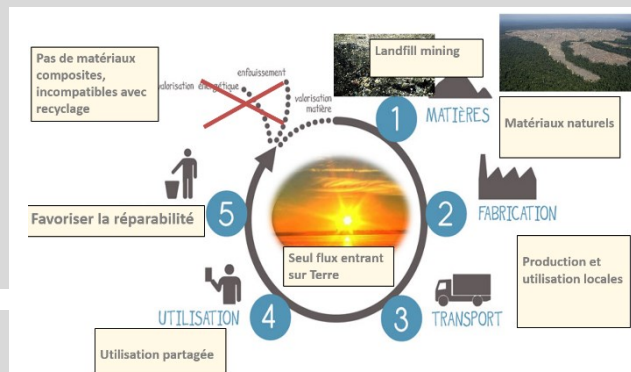 Pas de matériaux
composites,
incompatibles avec
recyclage
enfouissement
valorisation énergétique
valorisation
matière
Landfill mining
1
MATIÈRES
Matériaux naturels
2
FABRICATION
Production et
utilisation locales
3
TRANSPORT
4
UTILISATION
Utilisation partagée
5
Favoriser la réparabilité
Seul flux entrant
sur Terre